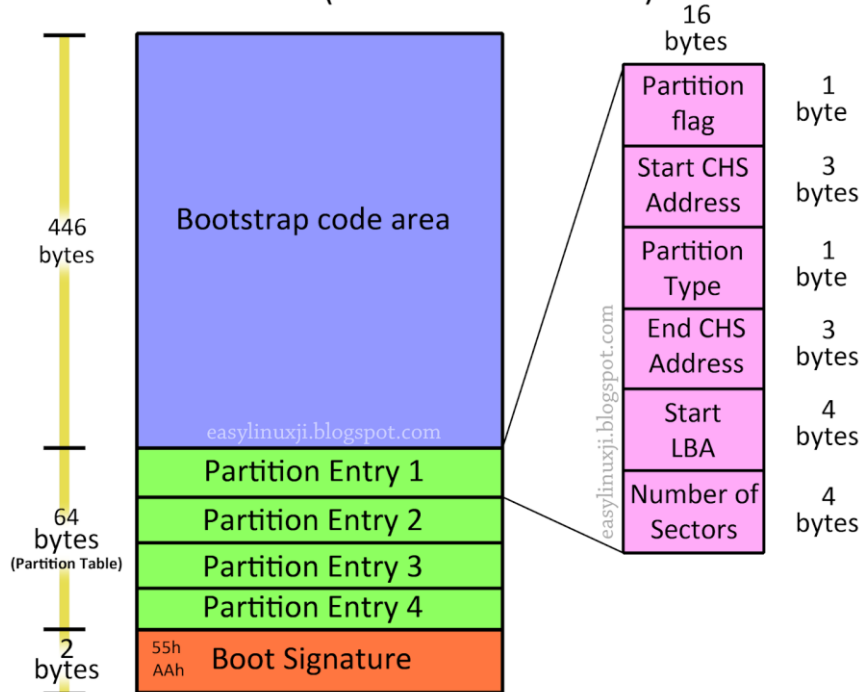 16
bytes
446
bytes
Bootstrap code area
easylinuxji.blogspot.com
64
bytes
(Partition Table)
Partition Entry 1
Partition Entry 2
Partition Entry 3
Partition Entry 4
2
bytes
55h
AAh
Boot Signature
Partition
flag
1
byte
Start CHS
Address
3
bytes
Partition
Type
1
byte
End CHS
Address
3
bytes
Start
LBA
4
bytes
Number of
Sectors
4
bytes
easylinuxji.blogspot.com